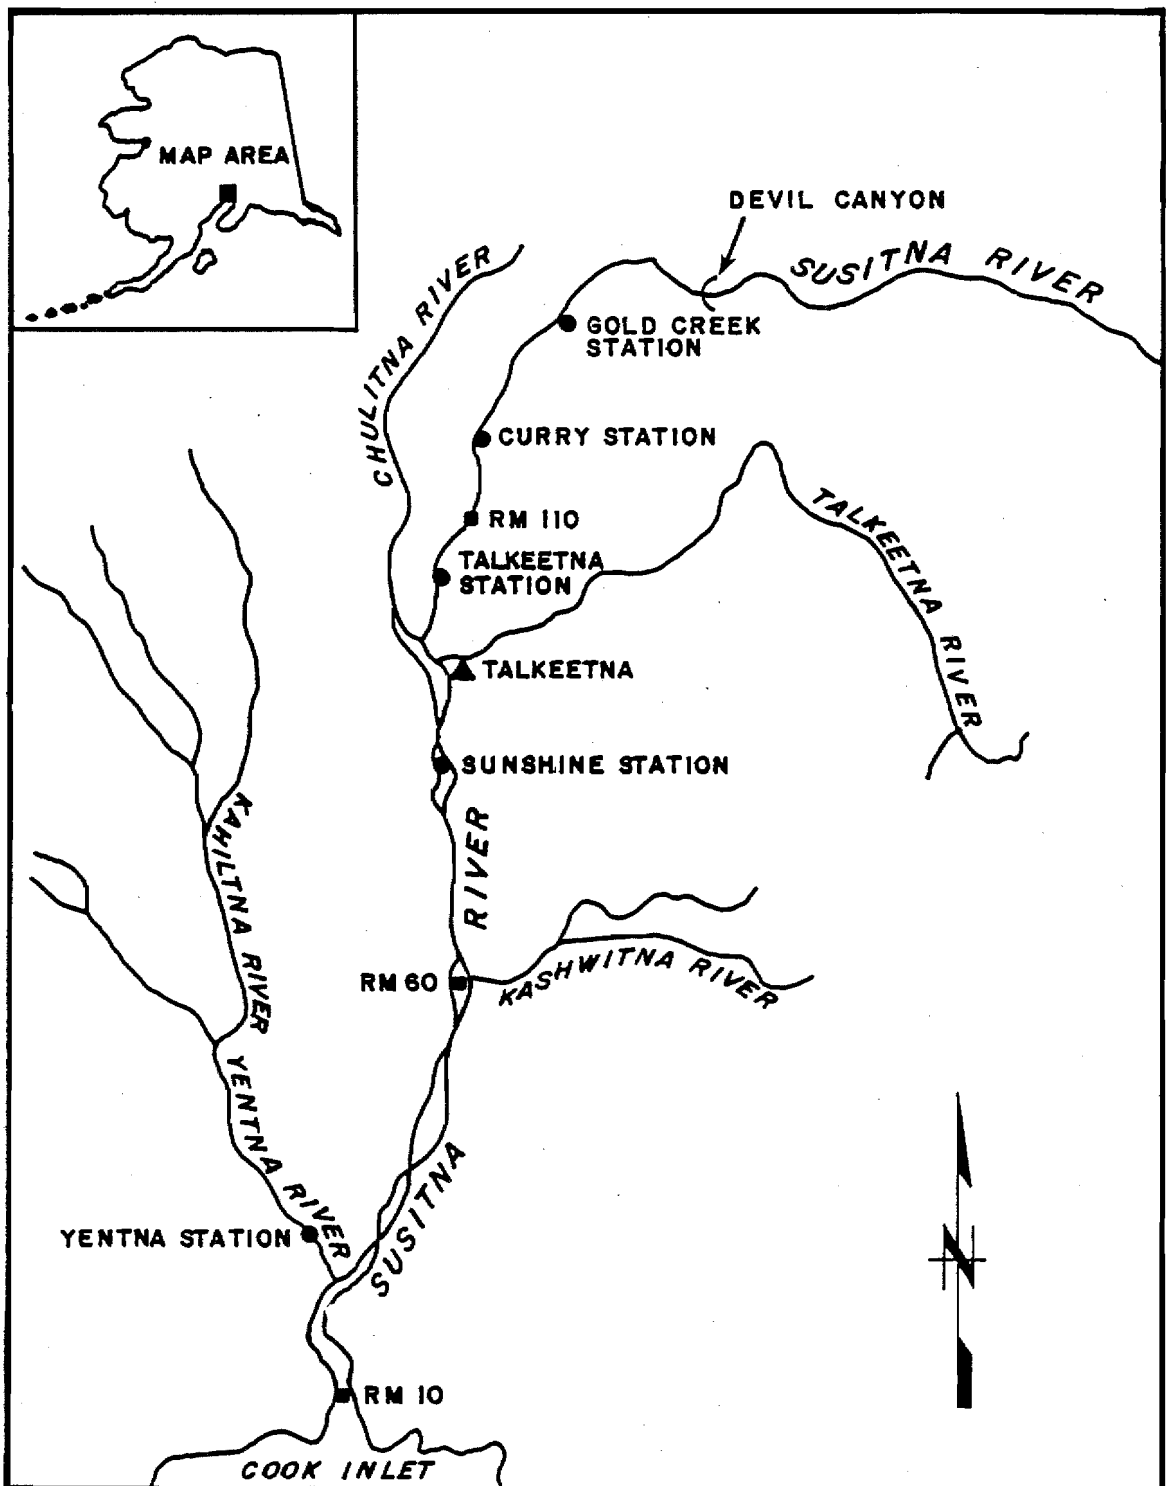 MAP AREA
DEVIL CANYON
SUSITNA RIVER
CHULITNA RIVER
GOLD CREEK
STATION
CURRY STATION
RM 110
TALKEETNA
STATION
TALKEETNA RIVER
TALKEETNA
SUNSHINE STATION
KAHILTNA RIVER
RIVER
RM 60
KASHWITNA RIVER
YENTNA RIVER
SUSITNA
YENTNA STATION
N
RM 10
COOK INLET